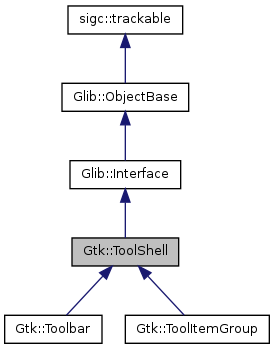 sigc::trackable
Glib::ObjectBase
Glib::Interface
Gtk::ToolShell
Gtk::Toolbar
Gtk::ToolItemGroup